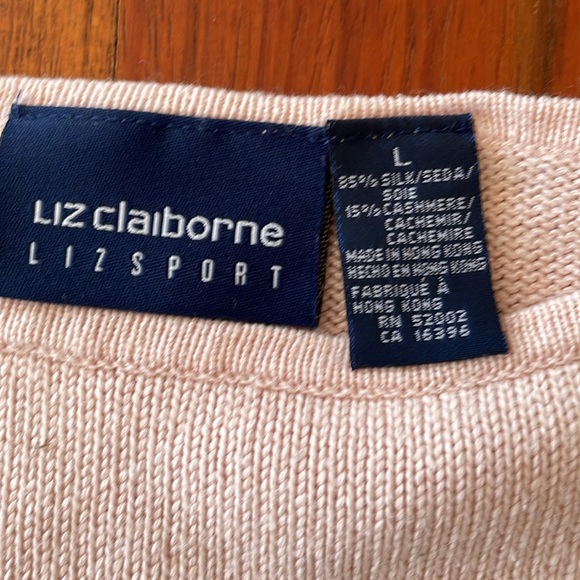 Liz claiborne
LIZSPORT
L
85% SILK/SEDA/
SOIE
15% CASHMERE/
CACHEMIR/
CACHEMIRE
MADE IN HONG KONG
HECHO EN HONG KONG
FABRIQUÉ À
HONG KONG
RN 52002
CA 16396